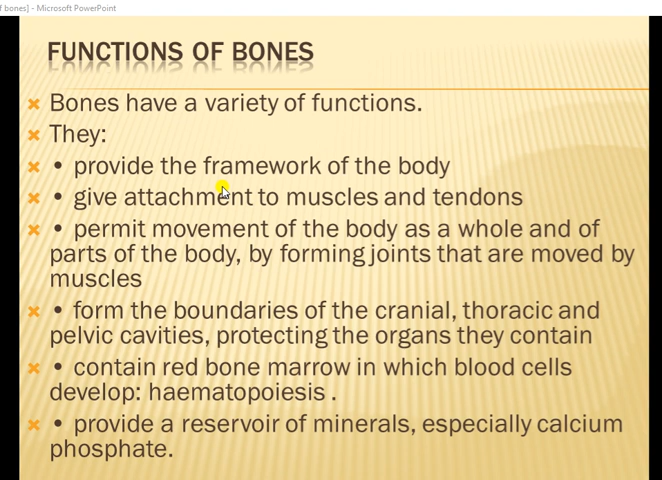 f bones] - Microsoft PowerPoint
FUNCTIONS OF BONES
Bones have a variety of functions.
They:
• provide the framework of the body
• give attachment to muscles and tendons
• permit movement of the body as a whole and of
parts of the body, by forming joints that are moved by
muscles
• form the boundaries of the cranial, thoracic and
pelvic cavities, protecting the organs they contain
• contain red bone marrow in which blood cells
develop: haematopoiesis .
• provide a reservoir of minerals, especially calcium
phosphate.